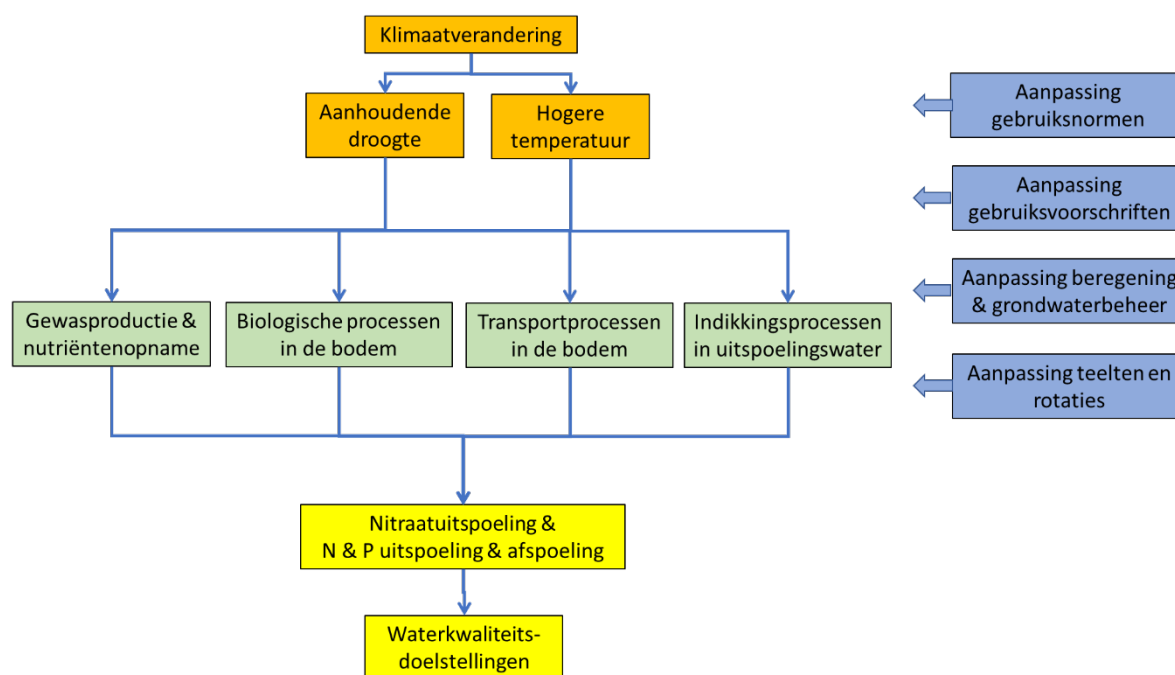 Klimaatverandering
Aanhoudende
droogte
Hogere
temperatuur
Gewasproductie &
nutriëntenopname
Biologische processen
in de bodem
Transportprocessen
in de bodem
Indikkingsprocessen
in uitspoelingswater
Nitraatuitspoeling &
N & P uitspoeling & afspoeling
Waterkwaliteits-
doelstellingen
Aanpassing
gebruiksnormen
Aanpassing
gebruiksvoorschriften
Aanpassing beregening
& grondwaterbeheer
Aanpassing teelten en
rotaties